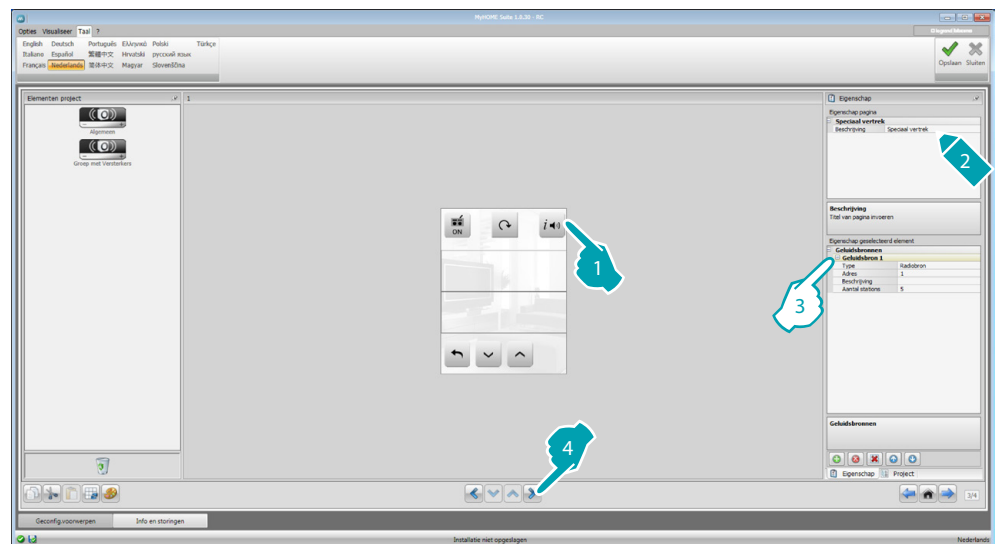 MyHOME Suite 1.0.30 - RC
Opties Visualiseer Taal ?
English Deutsch Português Ελληνικά Polski Türkçe
Italiano Español 繁體中文 Hrvatski русский язык
Français Nederlands 简体中文 Magyar Slovenščina
Opslaan Sluiten
Elementen project
1
Eigenschap
Algemeen
Groep met Versterkers
Eigenschap pagina
Speciaal vertrek
Beschrijving Speciaal vertrek
2
Beschrijving
Titel van pagina invoeren
ON
i
1
Eigenschap geselecteerd element
Geluidsbronnen
Geluidsbron 1
Type Radiobron
Adres 1
Beschrijving
Aantal stations 5
3
Geluidsbronnen
4
Eigenschap Project
3/4
Geconfig.voorwerpen Info en storingen
Installatie niet opgeslagen
Nederlands